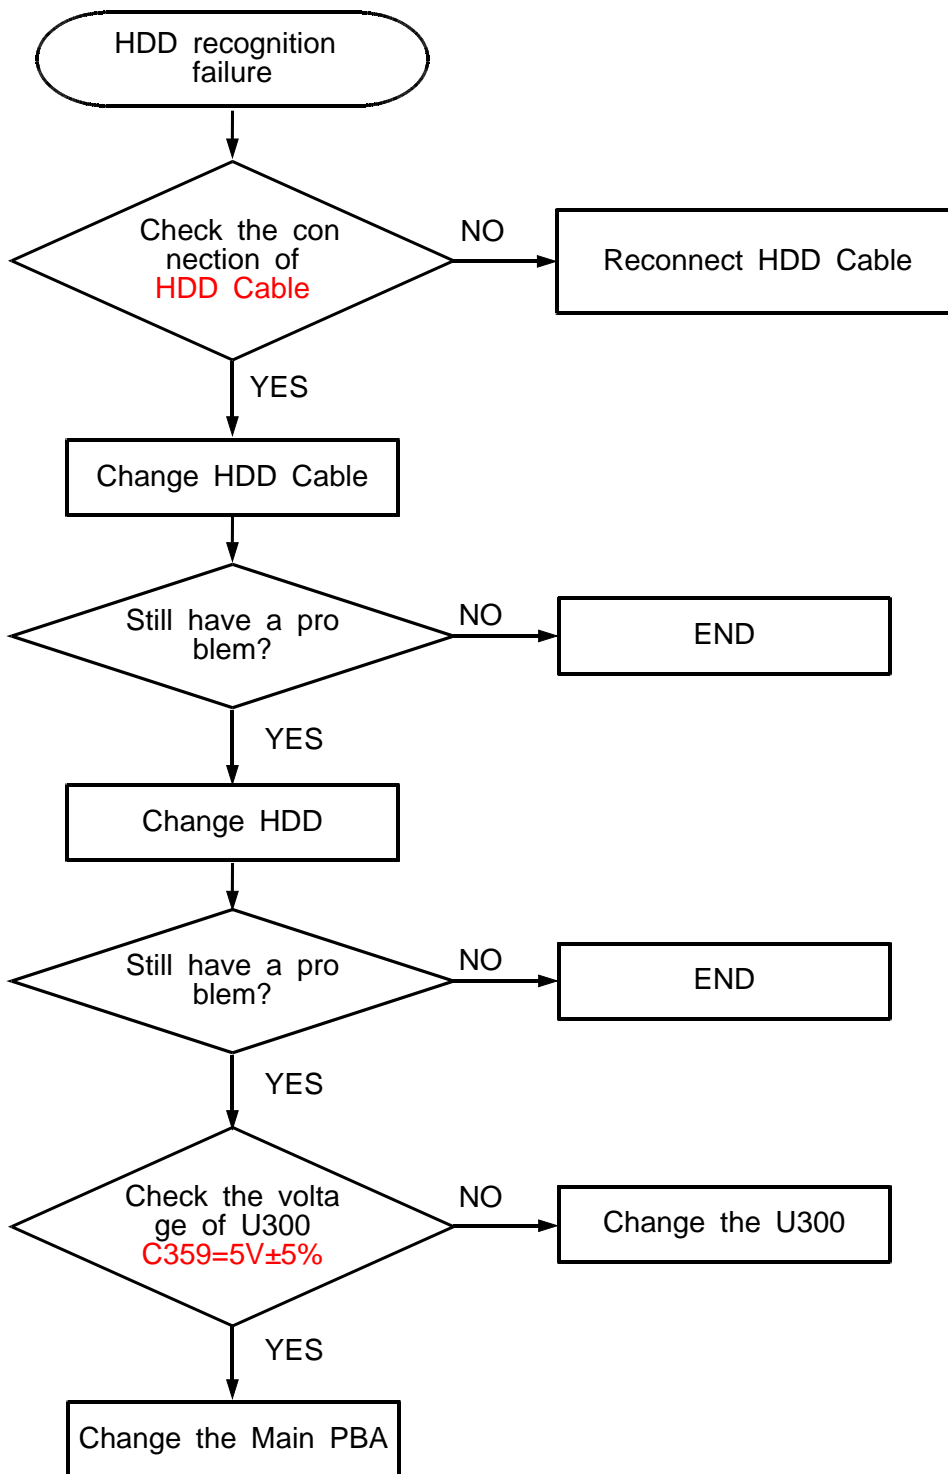 HDD recognition
failure
Check the con
nection of
HDD Cable
NO
Reconnect HDD Cable
YES
Change HDD Cable
Still have a pro
blem?
NO
END
YES
Change HDD
Still have a pro
blem?
NO
END
YES
Check the volta
ge of U300
C359=5V±5%
NO
Change the U300
YES
Change the Main PBA